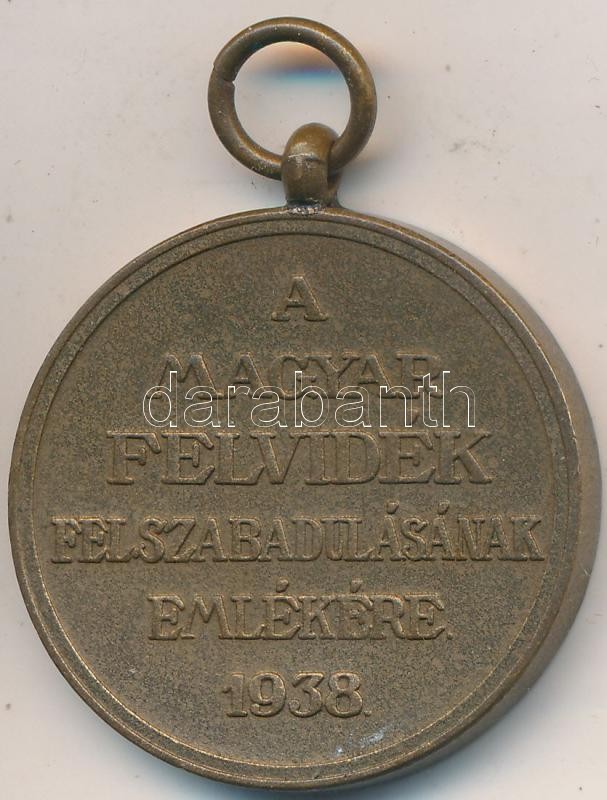 A
MAGYAR
darabanth
FELVIDÉK
FELSZABADULÁSÁNAK
EMLÉKÉRE.
1938.